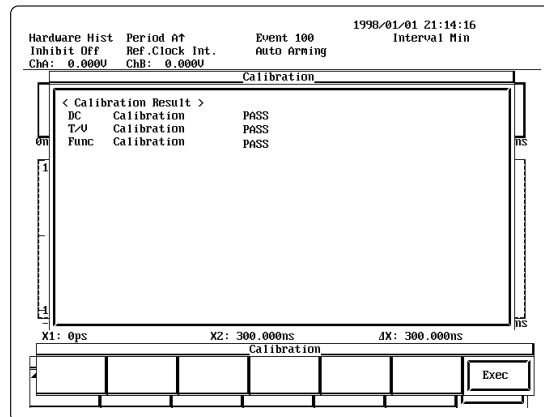 1998/01/01 21:14:16
Hardware Hist Period A↑ Event 100 Interval Min
Inhibit Off Ref.Clock Int. Auto Arming
ChA: 0.000V ChB: 0.000V
Calibration
< Calibration Result >
DC Calibration PASS
T/V Calibration PASS
Func Calibration PASS
0n ns
1
-1
ns
X1: 0ps X2: 300.000ns ΔX: 300.000ns
Calibration
Exec